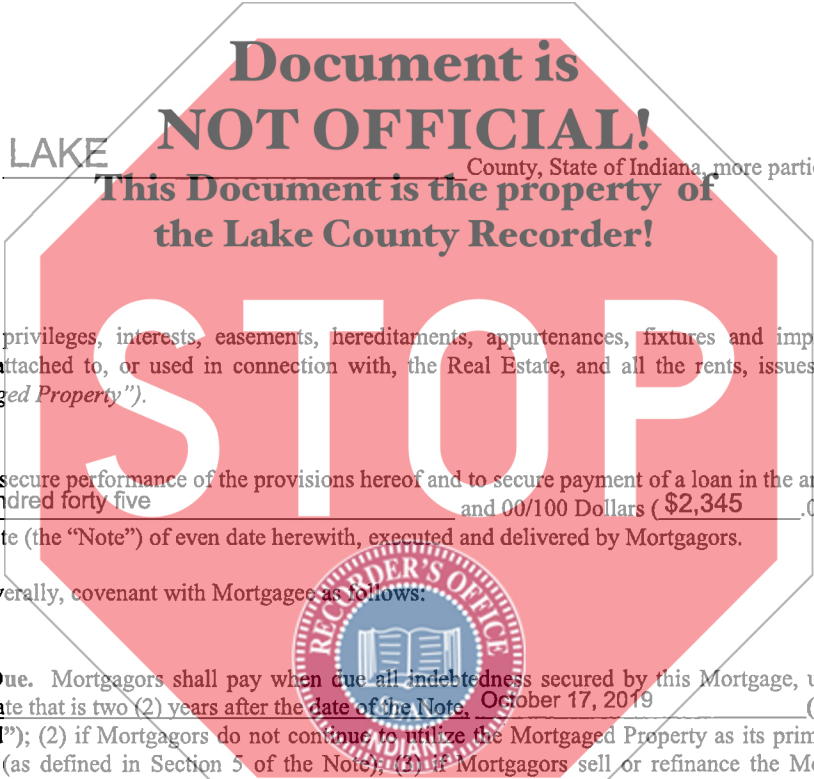 Document is
NOT OFFICIAL!
LAKE County, State of Indiana, more parti
This Document is the property of
the Lake County Recorder!
STOP
privileges, interests, easements, hereditaments, appurtenances, fixtures and imp
attached to, or used in connection with, the Real Estate, and all the rents, issues
ged Property”).
secure performance of the provisions hereof and to secure payment of a loan in the a
ndred forty five and 00/100 Dollars ( $2,345 .0
te (the “Note”) of even date herewith, executed and delivered by Mortgagors.
verally, covenant with Mortgagee as follows:
RECORDER'S OFFICE
INDIANA
Due. Mortgagors shall pay when due all indebtedness secured by this Mortgage, u
ate that is two (2) years after the date of the Note, October 17, 2019 (
”); (2) if Mortgagors do not continue to utilize the Mortgaged Property as its prim
(as defined in Section 5 of the Note); (3) if Mortgagors sell or refinance the Mo